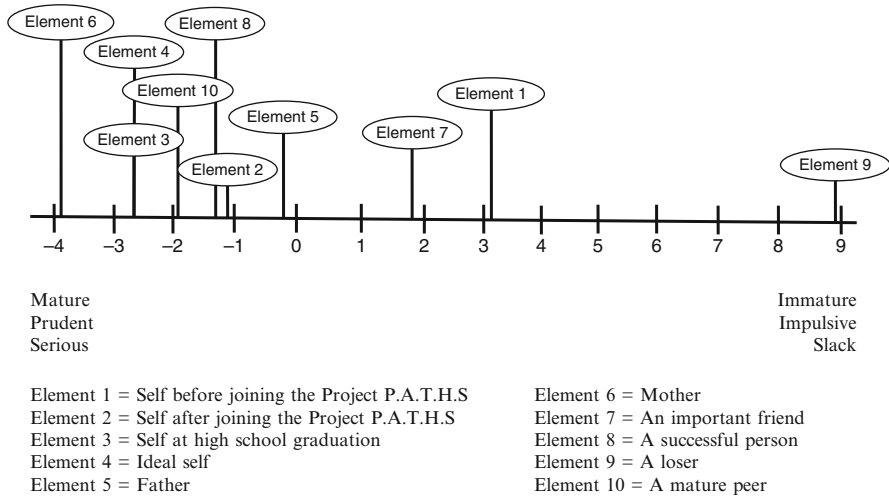 Element 6
Element 8
Element 4
Element 10
Element 1
Element 5
Element 7
Element 3
Element 2
Element 9
–4 –3 –2 –1 0 1 2 3 4 5 6 7 8 9
Mature Immature
Prudent Impulsive
Serious Slack
Element 1 = Self before joining the Project P.A.T.H.S
Element 2 = Self after joining the Project P.A.T.H.S
Element 3 = Self at high school graduation
Element 4 = Ideal self
Element 5 = Father
Element 6 = Mother
Element 7 = An important friend
Element 8 = A successful person
Element 9 = A loser
Element 10 = A mature peer